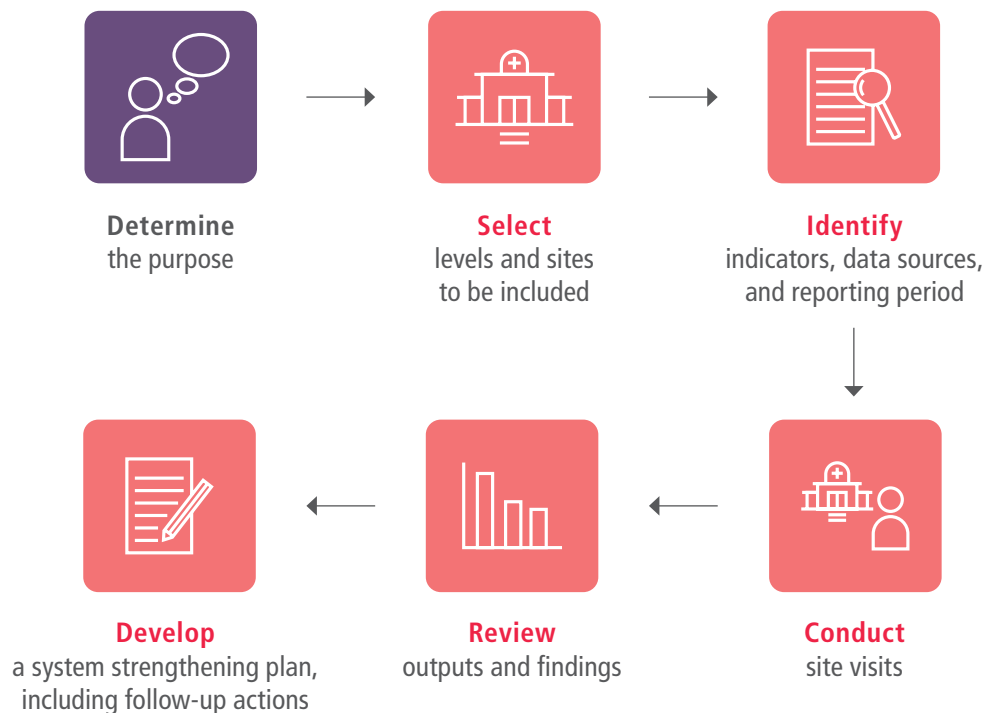 Determine
the purpose
Select
levels and sites
to be included
Identify
indicators, data sources,
and reporting period
Conduct
site visits
Review
outputs and findings
Develop
a system strengthening plan,
including follow-up actions